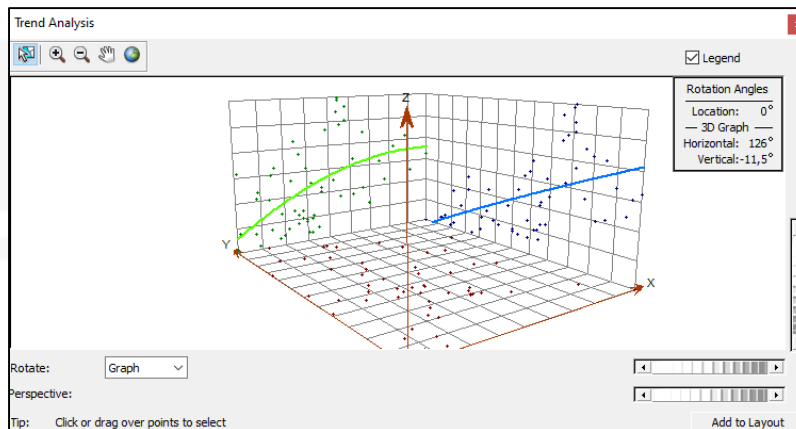 Trend Analysis
Legend
Rotation Angles
Location: 0°
— 3D Graph —
Horizontal: 126°
Vertical:-11,5°
Z
Y
X
Rotate: Graph
Perspective:
Tip: Click or drag over points to select
Add to Layout